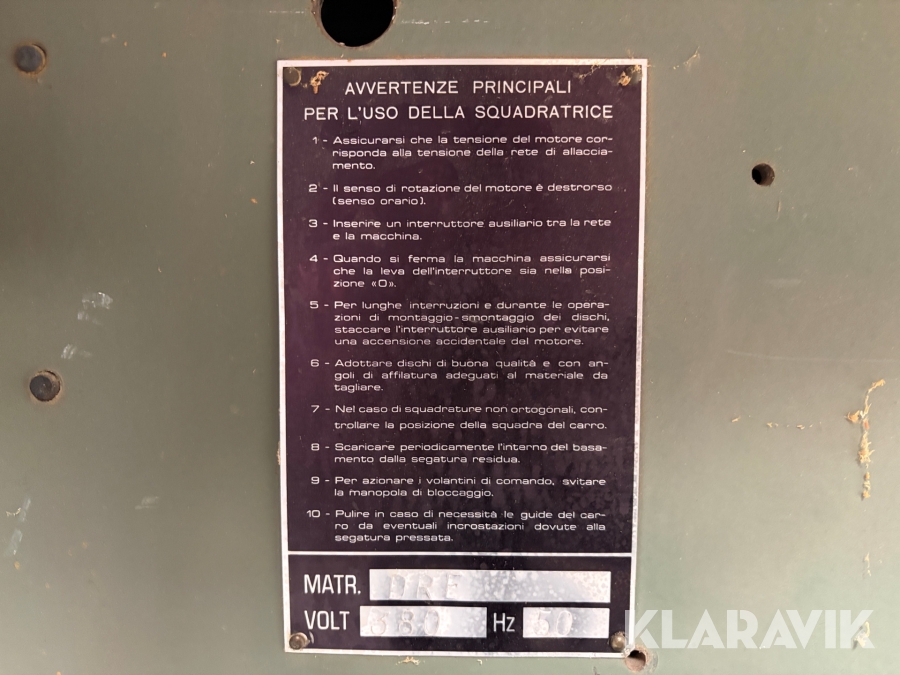 AVVERTENZE PRINCIPALI
PER L'USO DELLA SQUADRATRICE
1 - Assicurarsi che la tensione del motore cor-
risponda alla tensione della rete di allaccia-
mento.
2 - Il senso di rotazione del motore è destrorso
(senso orario).
3 - Inserire un interruttore ausiliario tra la rete
e la macchina.
4 - Quando si ferma la macchina assicurarsi
che la leva dell'interruttore sia nella posi-
zione «O».
5 - Per lunghe interruzioni e durante le opera-
zioni di montaggio-smontaggio dei dischi,
staccare l'interruttore ausiliario per evitare
una accensione accidentale del motore.
6 - Adottare dischi di buona qualità e con an-
goli di affilatura adeguati al materiale da
tagliare.
7 - Nel caso di squadrature non ortogonali, con-
trollare la posizione della squadra del carro.
8 - Scaricare periodicamente l'interno del basa-
mento dalla segatura residua.
9 - Per azionare i volantini di comando, svitare
la manopola di bloccaggio.
10 - Pulire in caso di necessità le guide del car-
ro da eventuali incrostazioni dovute alla
segatura pressata.
MATR. DRE
VOLT 380 Hz 50
KLARAVIK